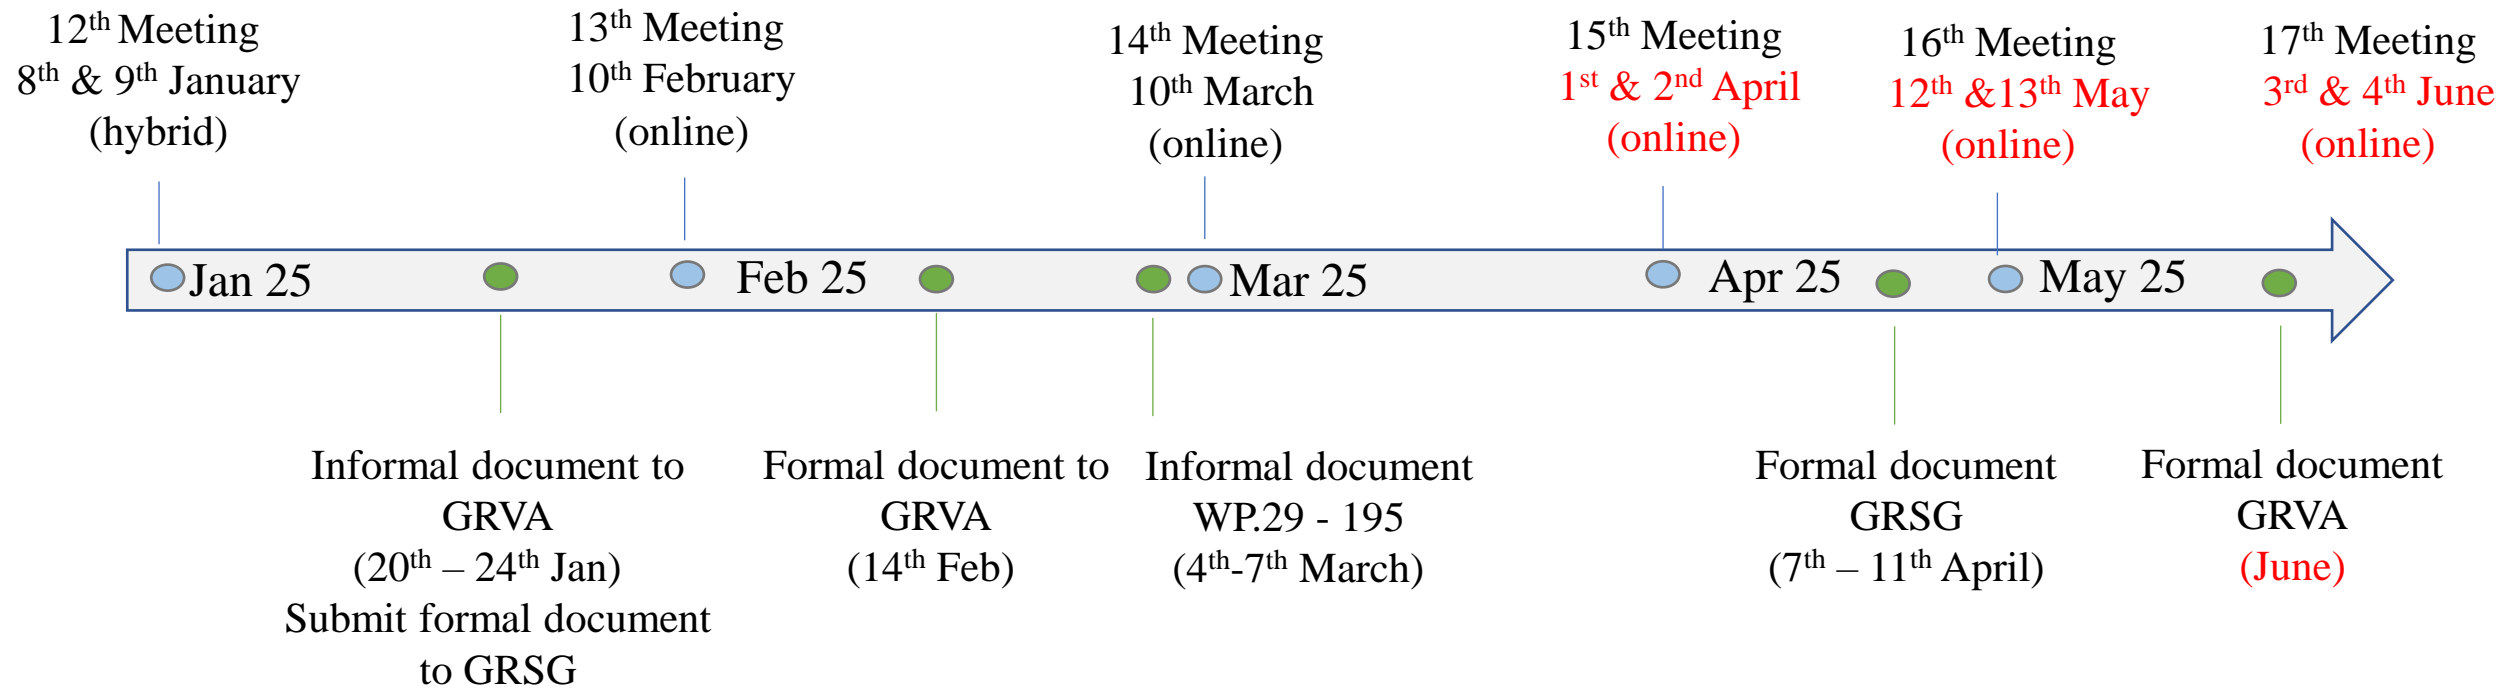 12th Meeting
8th & 9th January
(hybrid)
13th Meeting
10th February
(online)
14th Meeting
10th March
(online)
15th Meeting
1st & 2nd April
(online)
16th Meeting
12th &13th May
(online)
17th Meeting
3rd & 4th June
(online)
Jan 25
Feb 25
Mar 25
Apr 25
May 25
Informal document to
GRVA
(20th – 24th Jan)
Submit formal document
to GRSG
Formal document to
GRVA
(14th Feb)
Informal document
WP.29 - 195
(4th-7th March)
Formal document
GRSG
(7th – 11th April)
Formal document
GRVA
(June)